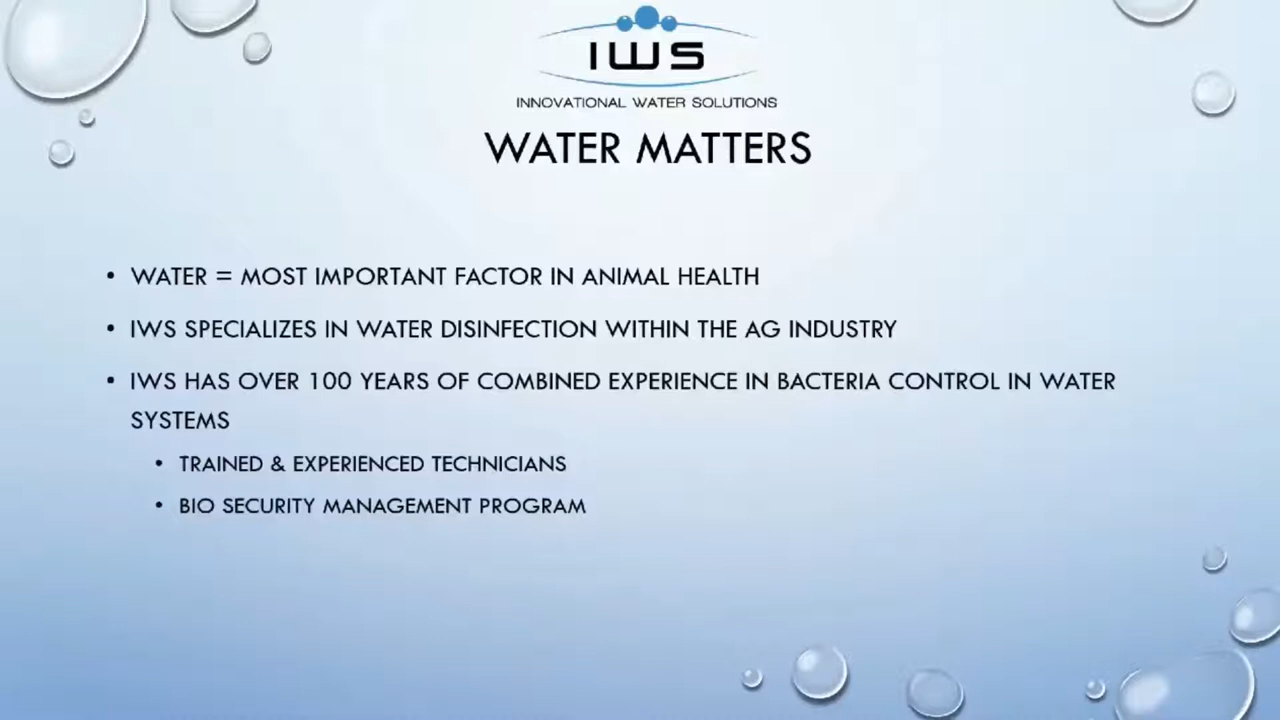 IWS
INNOVATIONAL WATER SOLUTIONS
WATER MATTERS
• WATER = MOST IMPORTANT FACTOR IN ANIMAL HEALTH
• IWS SPECIALIZES IN WATER DISINFECTION WITHIN THE AG INDUSTRY
• IWS HAS OVER 100 YEARS OF COMBINED EXPERIENCE IN BACTERIA CONTROL IN WATER
SYSTEMS
• TRAINED & EXPERIENCED TECHNICIANS
• BIO SECURITY MANAGEMENT PROGRAM